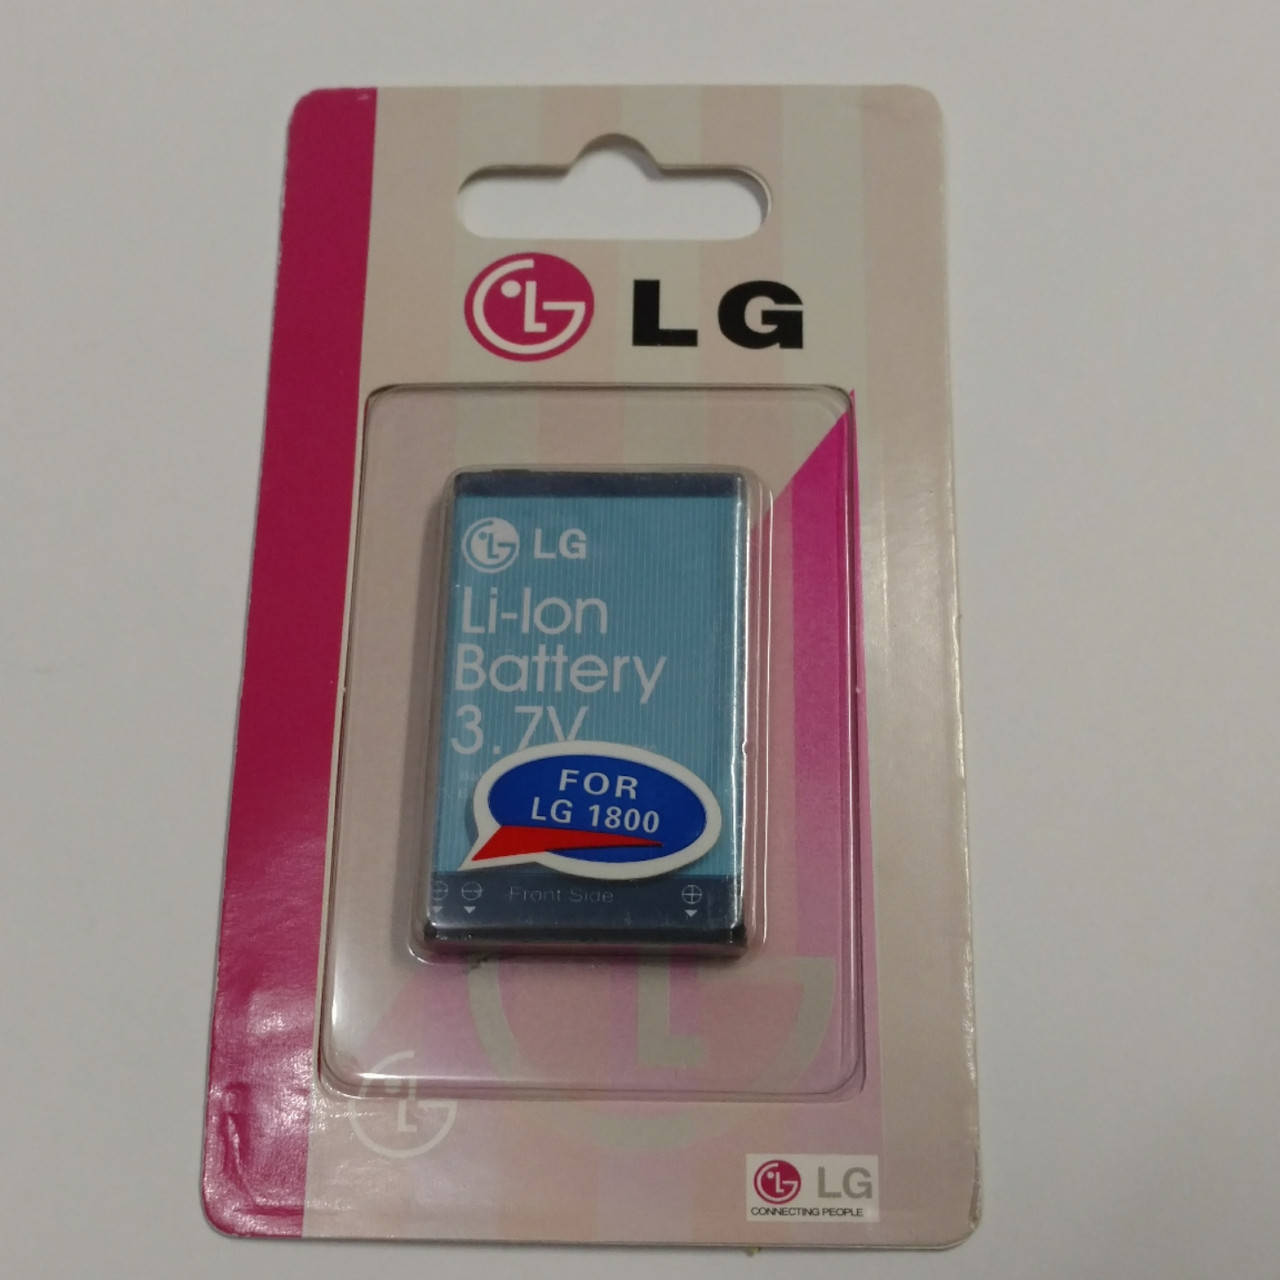 LG
LG
Li-Ion
Battery
3.7V
FOR
LG 1800
Front Side
LG
CONNECTING PEOPLE